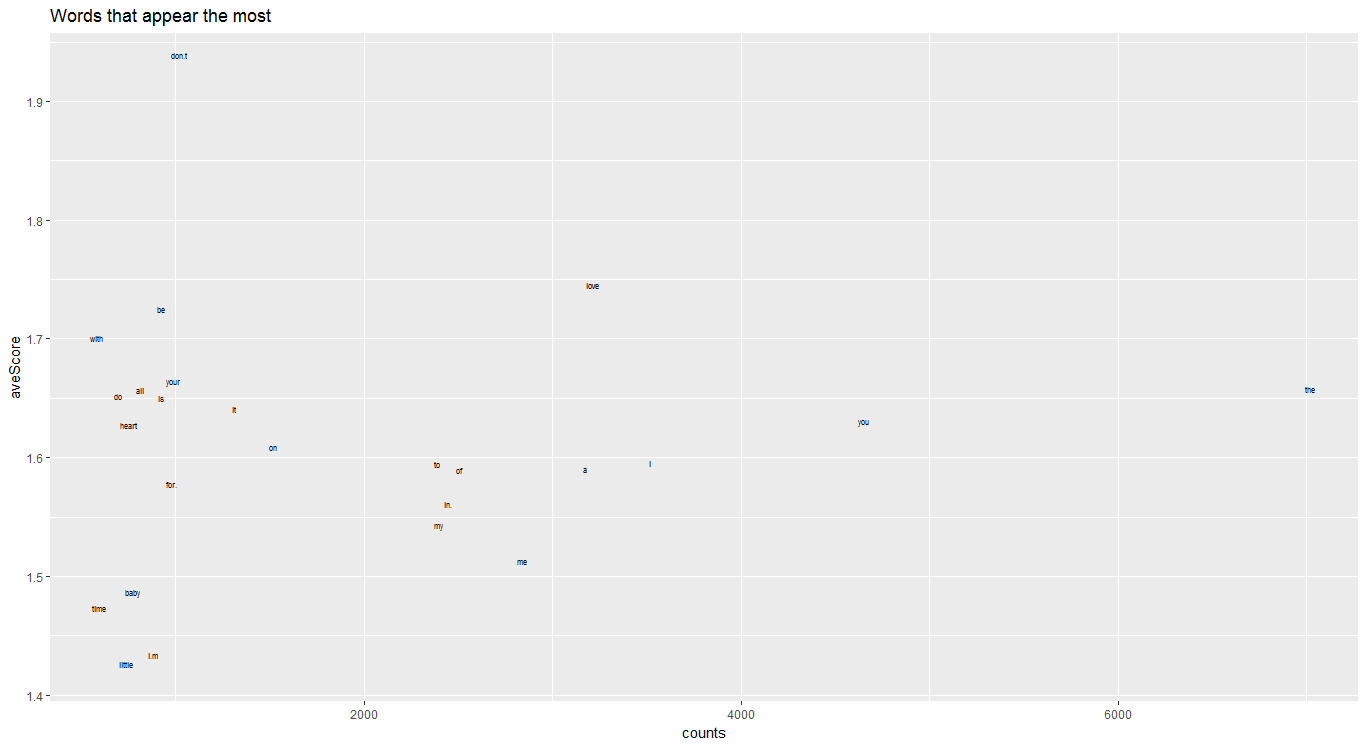 Words that appear the most
don.t
1.9
1.8
love
be
1.7
with
aveScore
your
all
do
is
the
it
heart
you
on
1.6
to
of
a
I
for.
in.
my
me
1.5
baby
time
I.m
little
1.4
2000
4000
6000
counts